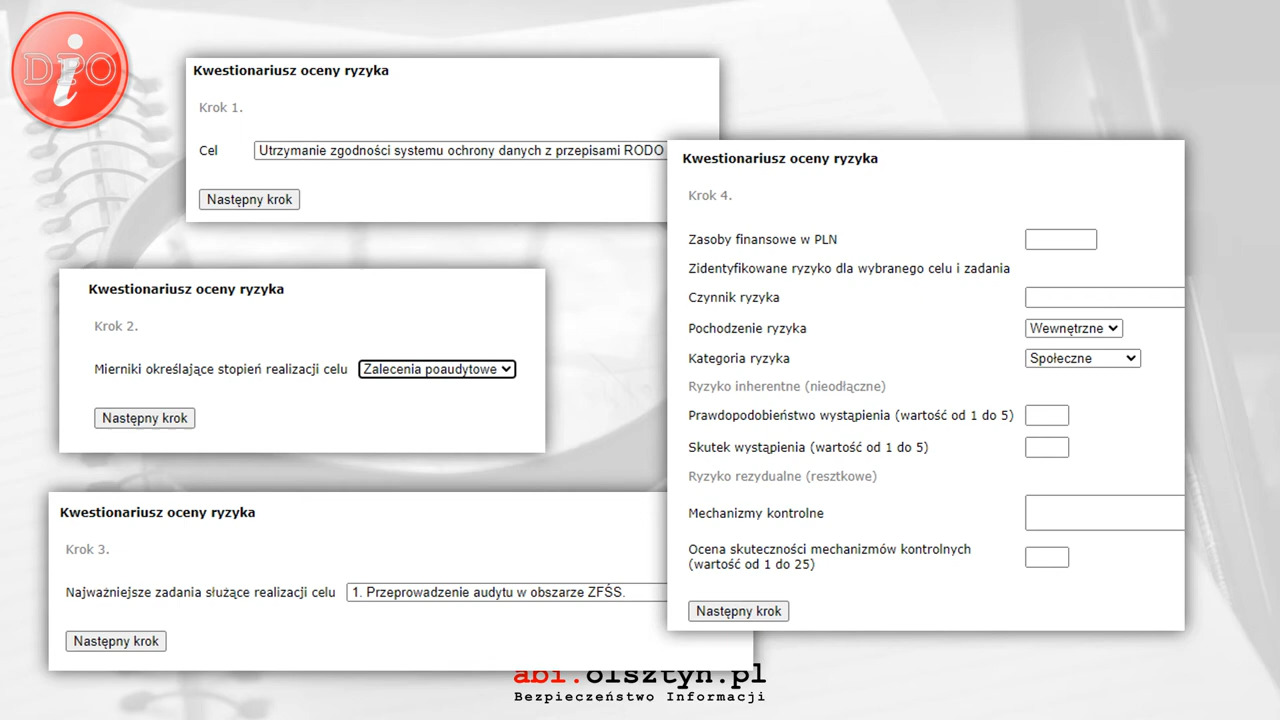 DPO
i
Kwestionariusz oceny ryzyka
Krok 1.
Cel Utrzymanie zgodności systemu ochrony danych z przepisami RODO
Następny krok
Kwestionariusz oceny ryzyka
Krok 2.
Mierniki określające stopień realizacji celu Zalecenia poaudytowe
Następny krok
Kwestionariusz oceny ryzyka
Krok 3.
Najważniejsze zadania służące realizacji celu 1. Przeprowadzenie audytu w obszarze ZFŚS.
Następny krok
Kwestionariusz oceny ryzyka
Krok 4.
Zasoby finansowe w PLN
Zidentyfikowane ryzyko dla wybranego celu i zadania
Czynnik ryzyka
Pochodzenie ryzyka Wewnętrzne
Kategoria ryzyka Społeczne
Ryzyko inherentne (nieodłączne)
Prawdopodobieństwo wystąpienia (wartość od 1 do 5)
Skutek wystąpienia (wartość od 1 do 5)
Ryzyko rezydualne (resztkowe)
Mechanizmy kontrolne
Ocena skuteczności mechanizmów kontrolnych
(wartość od 1 do 25)
Następny krok
abi.olsztyn.pl
Bezpieczeństwo Informacji